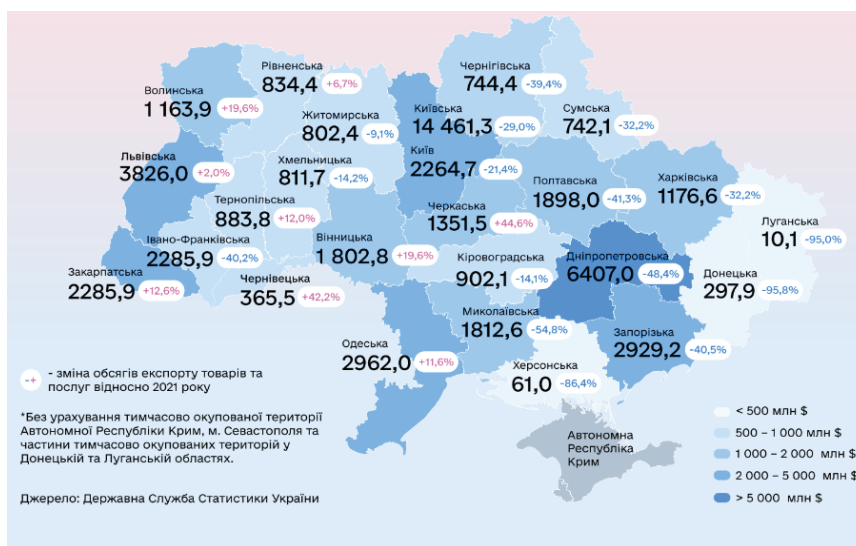 Волинська
1 163,9 +19,6%
Рівненська
834,4 +6,7%
Житомирська
802,4 -9,1%
Київська
14 461,3 -29,0%
Київ
2264,7 -21,4%
Чернігівська
744,4 -39,4%
Сумська
742,1 -32,2%
Львівська
3826,0 +2,0%
Хмельницька
811,7 -14,2%
Тернопільська
883,8 +12,0%
Івано-Франківська
2285,9 -40,2%
Закарпатська
2285,9 +12,6%
Чернівецька
365,5 +42,2%
Вінницька
1 802,8 +19,6%
Черкаська
1351,5 +44,6%
Полтавська
1898,0 -41,3%
Харківська
1176,6 -32,2%
Луганська
10,1 -95,0%
Донецька
297,9 -95,8%
Дніпропетровська
6407,0 -48,4%
Кіровоградська
902,1 -14,1%
Миколаївська
1812,6 -54,8%
Запорізька
2929,2 -40,5%
Одеська
2962,0 +11,6%
Херсонська
61,0 -86,4%
Автономна
Республіка
Крим
-+ - зміна обсягів експорту товарів та
послуг відносно 2021 року
*Без урахування тимчасово окупованої території
Автономної Республіки Крим, м. Севастополя та
частини тимчасово окупованих територій у
Донецькій та Луганській областях.
Джерело: Державна Служба Статистики України
< 500 млн $
500 – 1 000 млн $
1 000 – 2 000 млн $
2 000 – 5 000 млн $
> 5 000 млн $